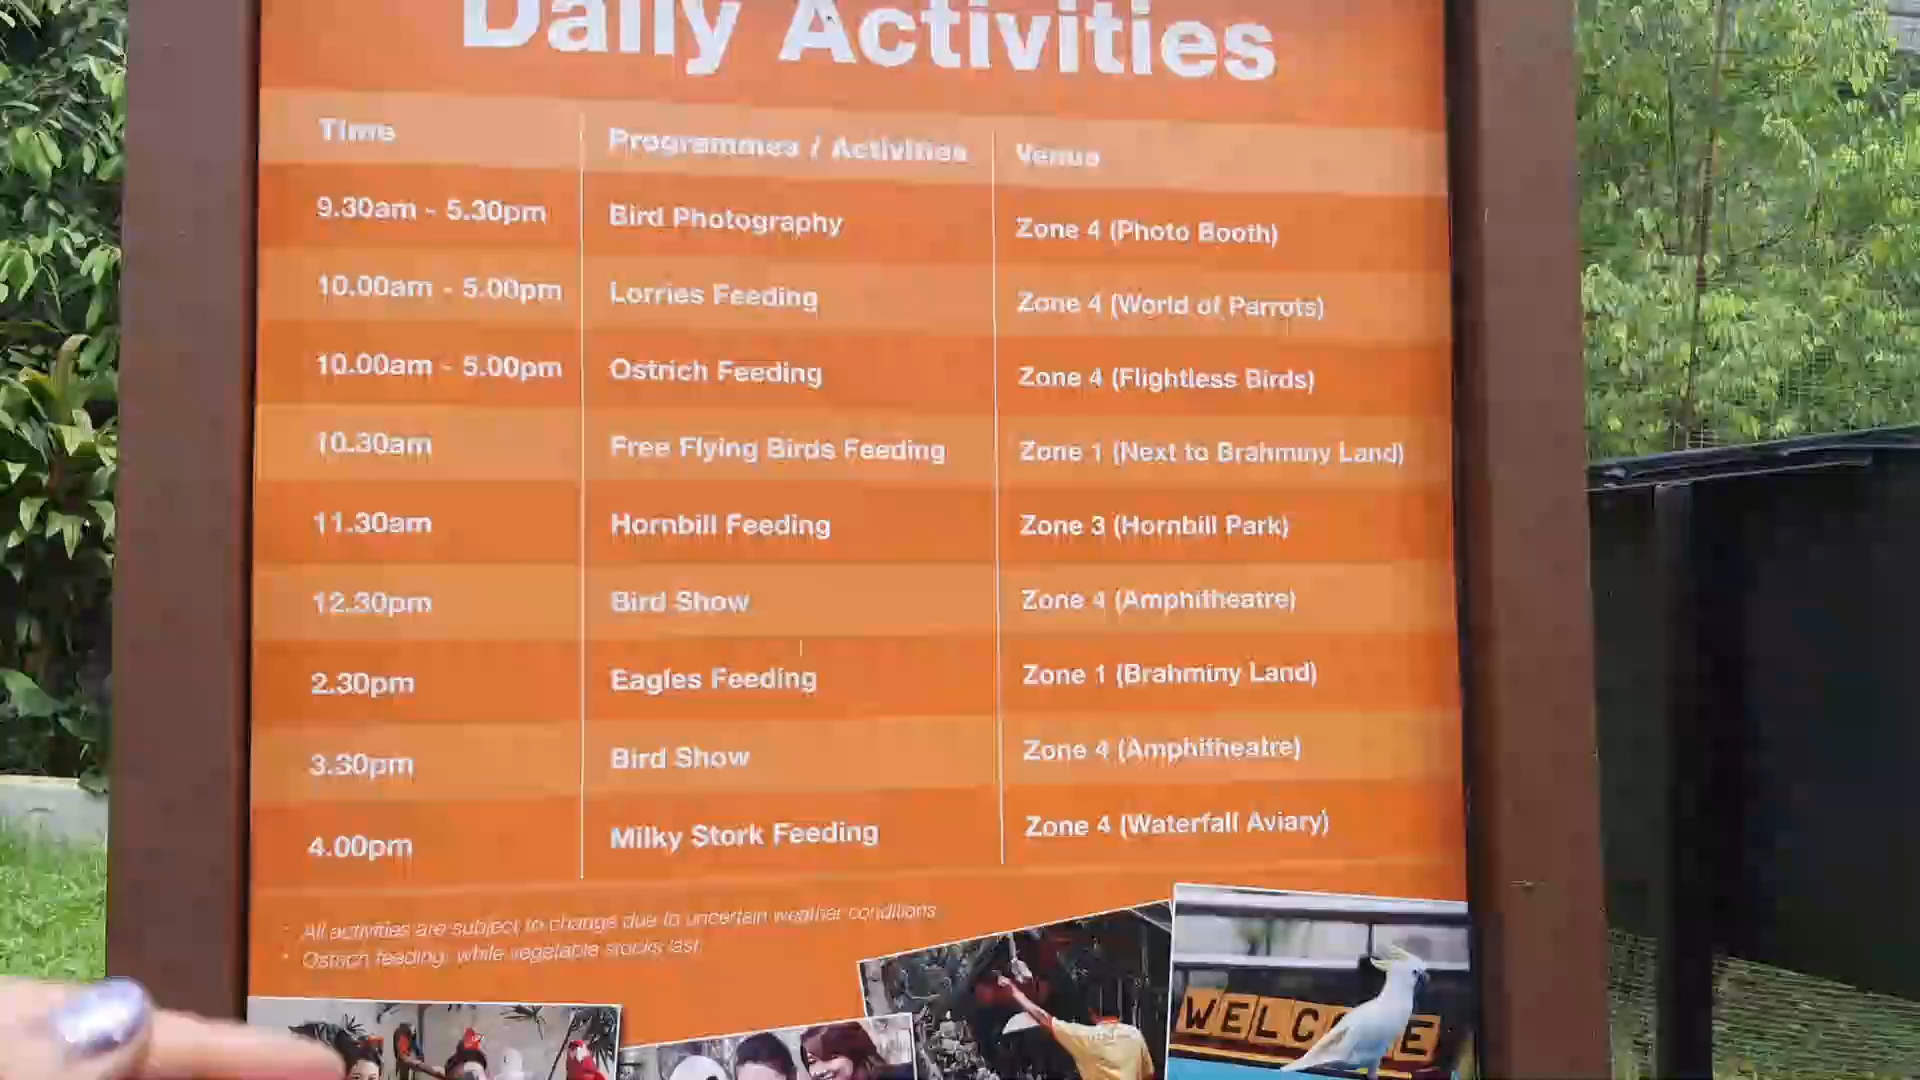 Daily Activities
Time Programmes / Activities Venue
9.30am - 5.30pm Bird Photography Zone 4 (Photo Booth)
10.00am - 5.00pm Lorries Feeding Zone 4 (World of Parrots)
10.00am - 5.00pm Ostrich Feeding Zone 4 (Flightless Birds)
10.30am Free Flying Birds Feeding Zone 1 (Next to Brahminy Land)
11.30am Hornbill Feeding Zone 3 (Hornbill Park)
12.30pm Bird Show Zone 4 (Amphitheatre)
2.30pm Eagles Feeding Zone 1 (Brahminy Land)
3.30pm Bird Show Zone 4 (Amphitheatre)
4.00pm Milky Stork Feeding Zone 4 (Waterfall Aviary)
- All activities are subject to change due to uncertain weather conditions
- Ostrich feeding: while vegetable stocks last
WELCOME